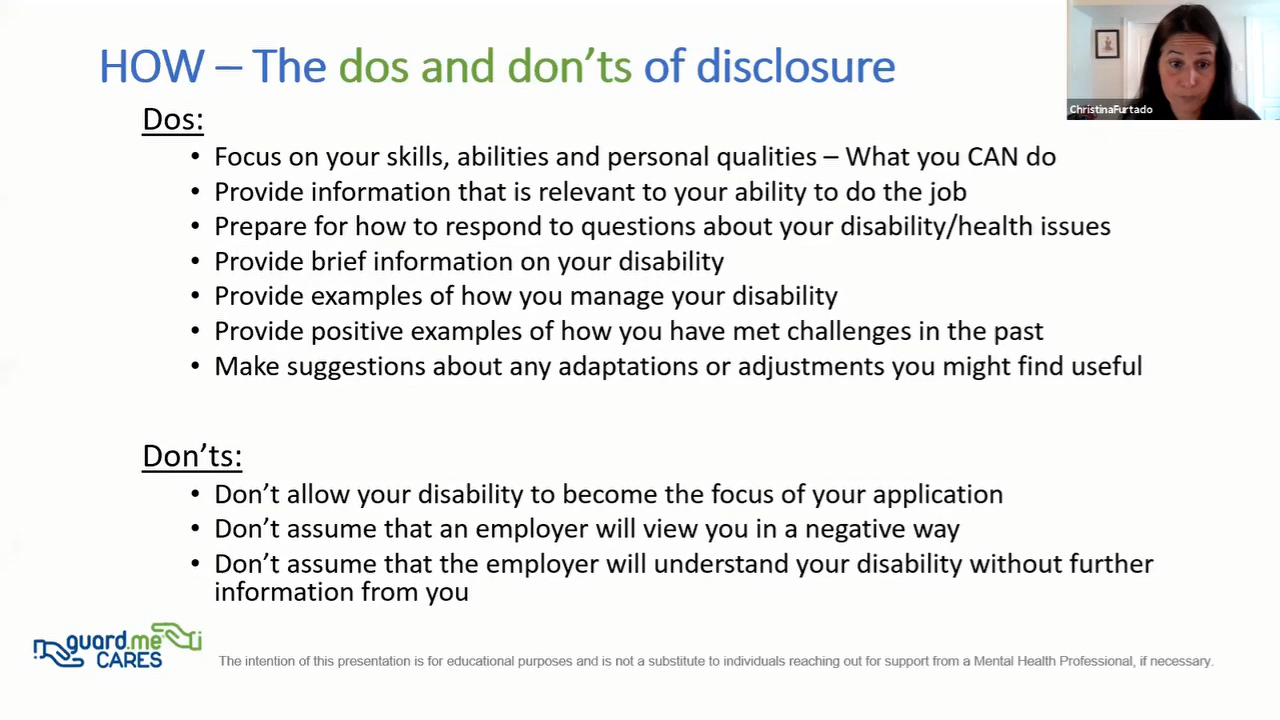 HOW – The dos and don'ts of disclosure
ChristinaFurtado
Dos:
• Focus on your skills, abilities and personal qualities – What you CAN do
• Provide information that is relevant to your ability to do the job
• Prepare for how to respond to questions about your disability/health issues
• Provide brief information on your disability
• Provide examples of how you manage your disability
• Provide positive examples of how you have met challenges in the past
• Make suggestions about any adaptations or adjustments you might find useful
Don'ts:
• Don't allow your disability to become the focus of your application
• Don't assume that an employer will view you in a negative way
• Don't assume that the employer will understand your disability without further
information from you
guard.me
CARES
The intention of this presentation is for educational purposes and is not a substitute to individuals reaching out for support from a Mental Health Professional, if necessary.